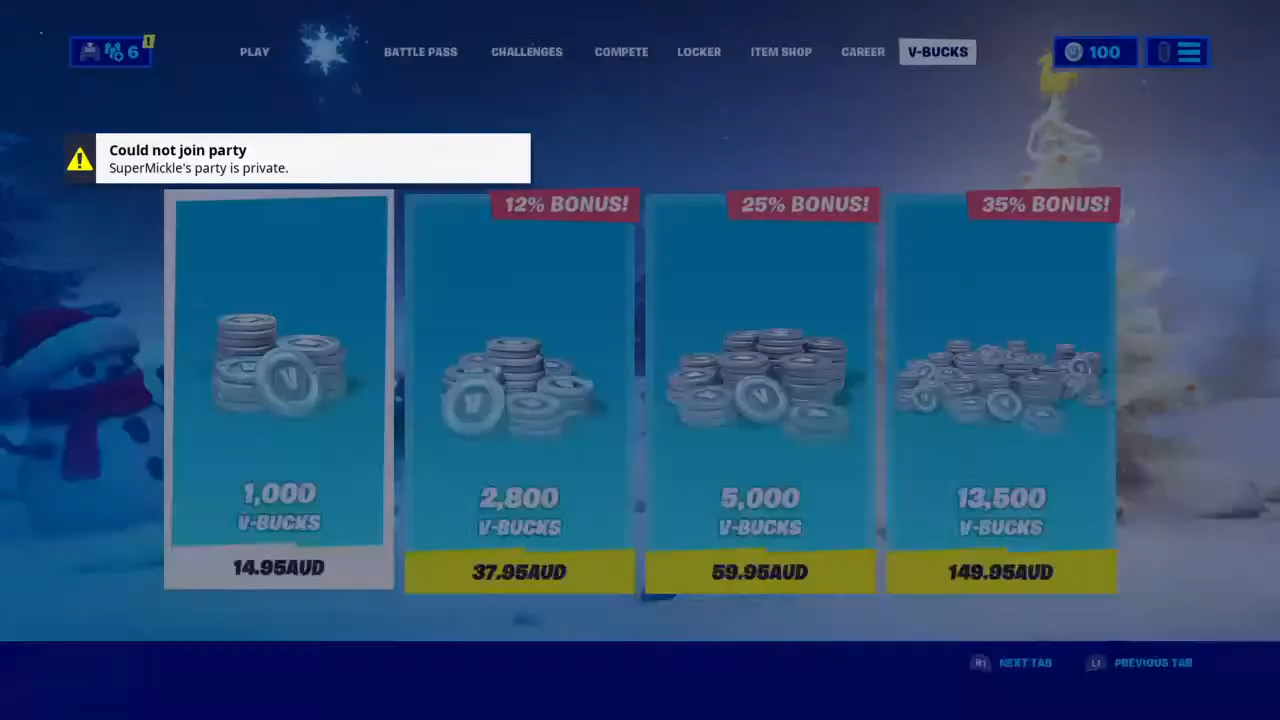 6
!
PLAY
BATTLE PASS
CHALLENGES
COMPETE
LOCKER
ITEM SHOP
CAREER
V-BUCKS
100
Could not join party
SuperMickle's party is private.
12% BONUS!
25% BONUS!
35% BONUS!
1,000
V-BUCKS
14.95AUD
2,800
V-BUCKS
37.95AUD
5,000
V-BUCKS
59.95AUD
13,500
V-BUCKS
149.95AUD
R1 NEXT TAB
L1 PREVIOUS TAB